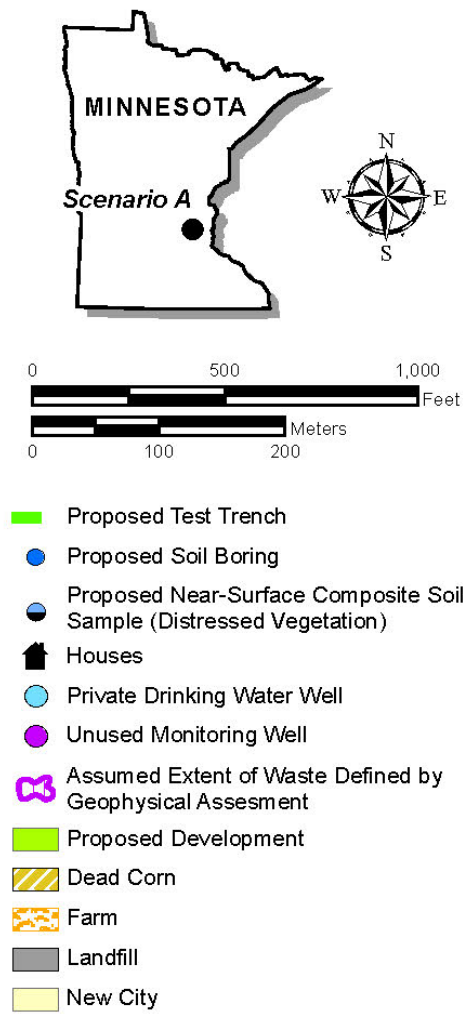 MINNESOTA
Scenario A
N
W E
S
0 500 1,000
Feet
Meters
0 100 200
Proposed Test Trench
Proposed Soil Boring
Proposed Near-Surface Composite Soil
Sample (Distressed Vegetation)
Houses
Private Drinking Water Well
Unused Monitoring Well
Assumed Extent of Waste Defined by
Geophysical Assesment
Proposed Development
Dead Corn
Farm
Landfill
New City